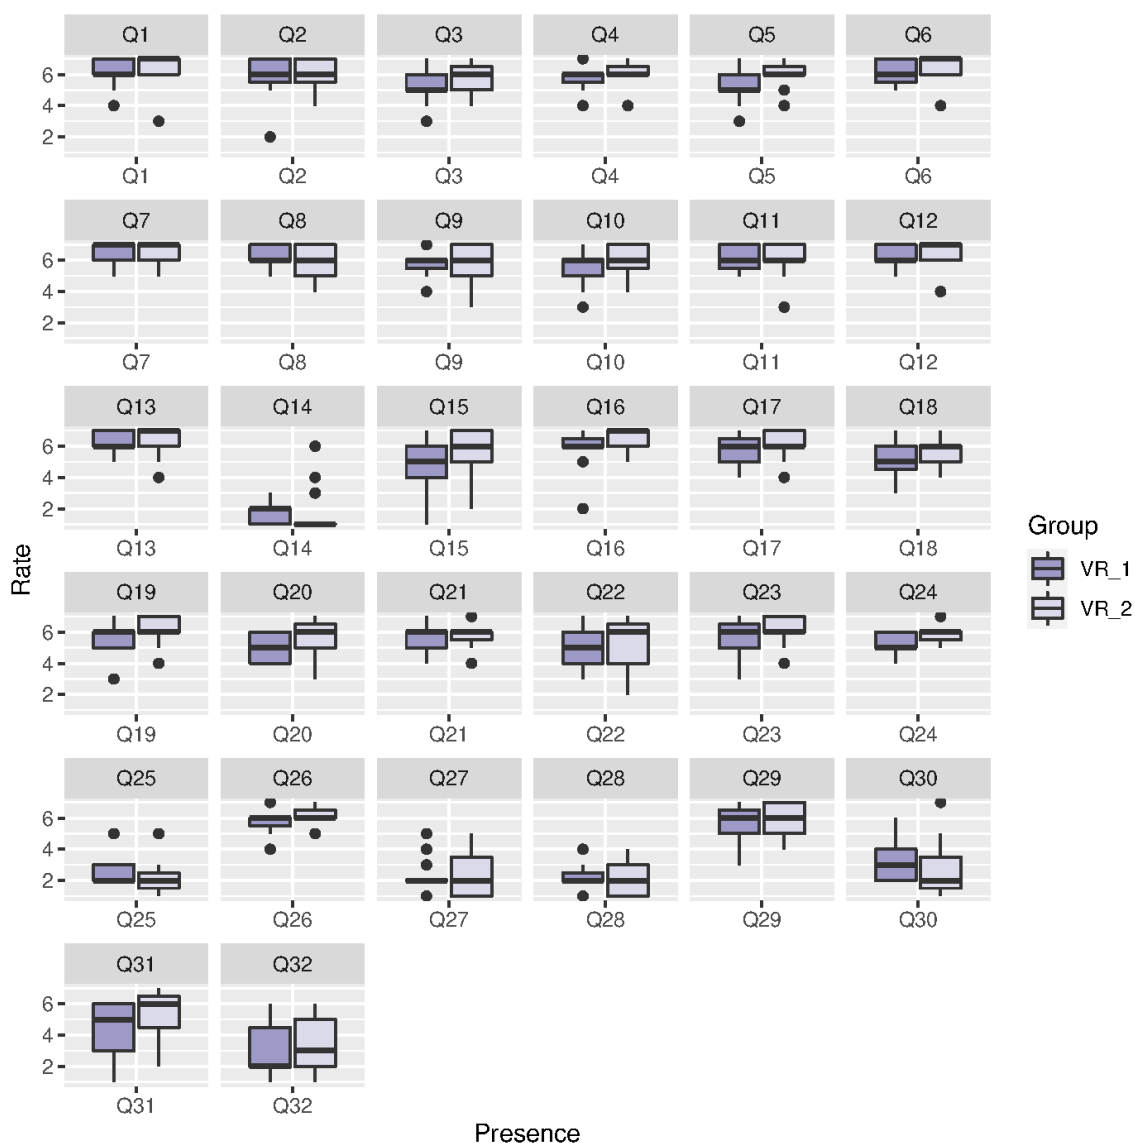 Q1 Q2 Q3 Q4 Q5 Q6
6
4
2
Q1 Q2 Q3 Q4 Q5 Q6
Q7 Q8 Q9 Q10 Q11 Q12
6
4
2
Q7 Q8 Q9 Q10 Q11 Q12
Q13 Q14 Q15 Q16 Q17 Q18
6
4
2
Q13 Q14 Q15 Q16 Q17 Q18
Rate
Group
VR_1
VR_2
Q19 Q20 Q21 Q22 Q23 Q24
6
4
2
Q19 Q20 Q21 Q22 Q23 Q24
Q25 Q26 Q27 Q28 Q29 Q30
6
4
2
Q25 Q26 Q27 Q28 Q29 Q30
Q31 Q32
6
4
2
Q31 Q32
Presence